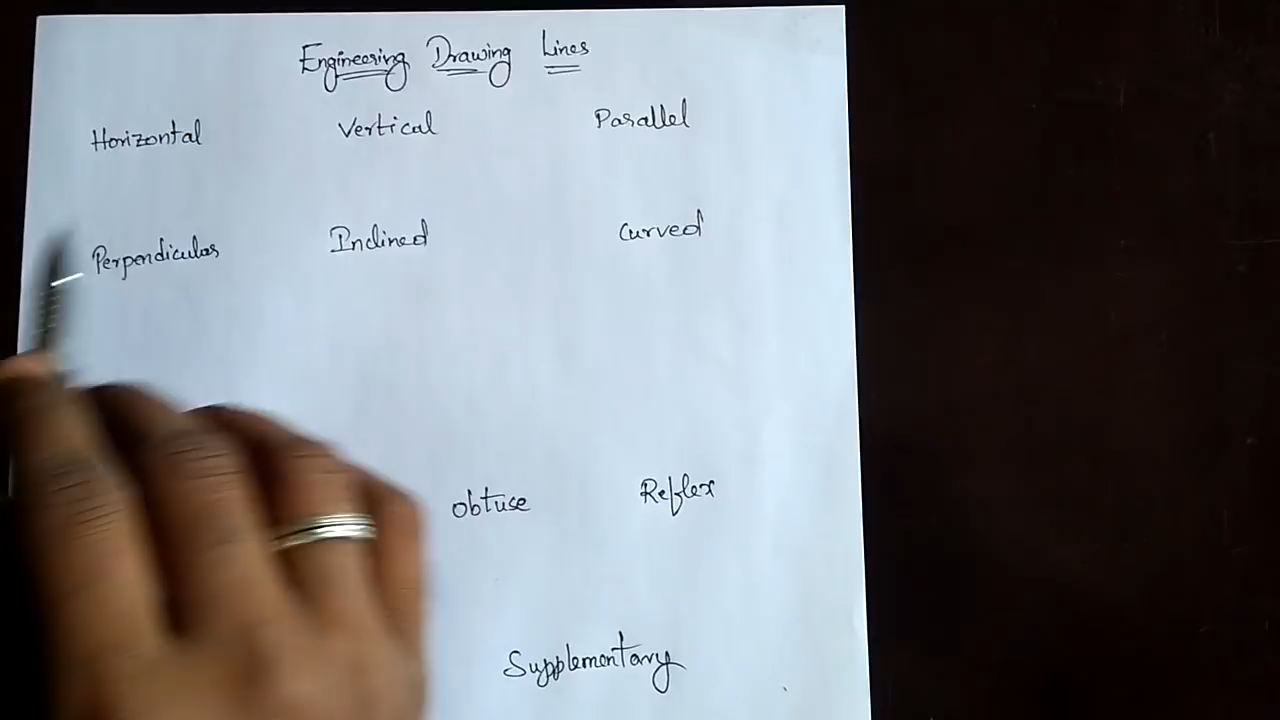 Engineering Drawing Lines
Horizontal Vertical Parallel
Perpendicular Inclined Curved
Obtuse Reflex
Supplementary